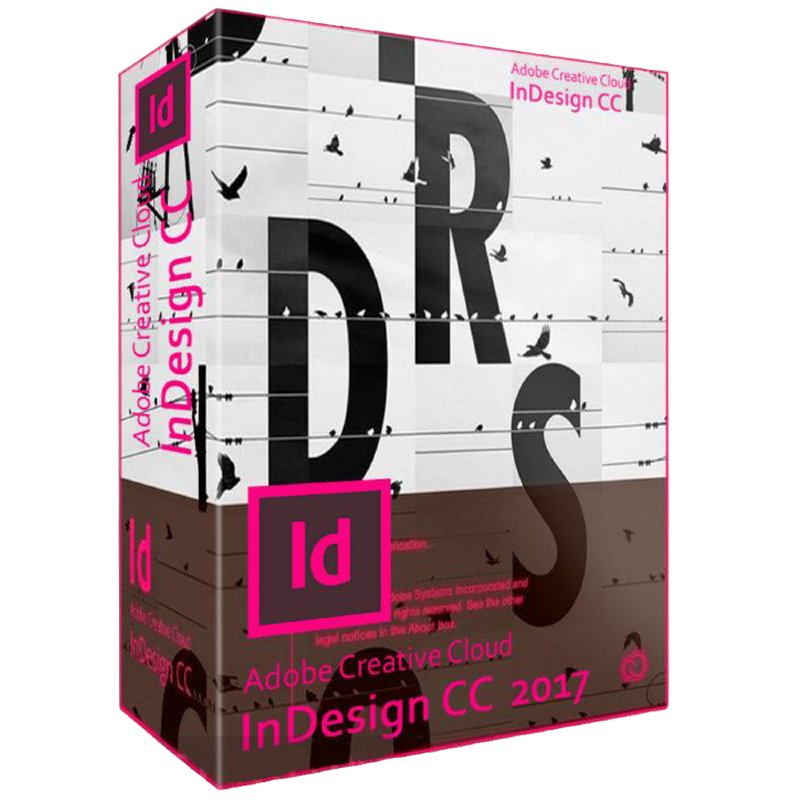 Id
Adobe Creative Cloud
InDesign CC
Id
Adobe Creative Cloud
InDesign CC
Adobe Creative Cloud
InDesign CC
D R S
Id
lication...
dobe Systems Incorporated and
rights reserved. See the other
legal notices in the About box.
Adobe Creative Cloud
InDesign CC 2017